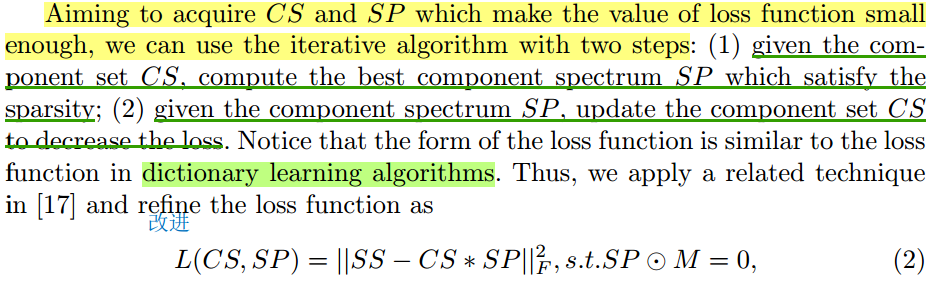 Aiming to acquire CS and SP which make the value of loss function small
enough, we can use the iterative algorithm with two steps: (1) given the com-
ponent set CS, compute the best component spectrum SP which satisfy the
sparsity; (2) given the component spectrum SP, update the component set CS
to decrease the loss. Notice that the form of the loss function is similar to the loss
function in dictionary learning algorithms. Thus, we apply a related technique
in [17] and refine the loss function as
改进
L(CS, SP) = ||SS − CS ∗ SP||²_F, s.t.SP ⊙ M = 0, (2)